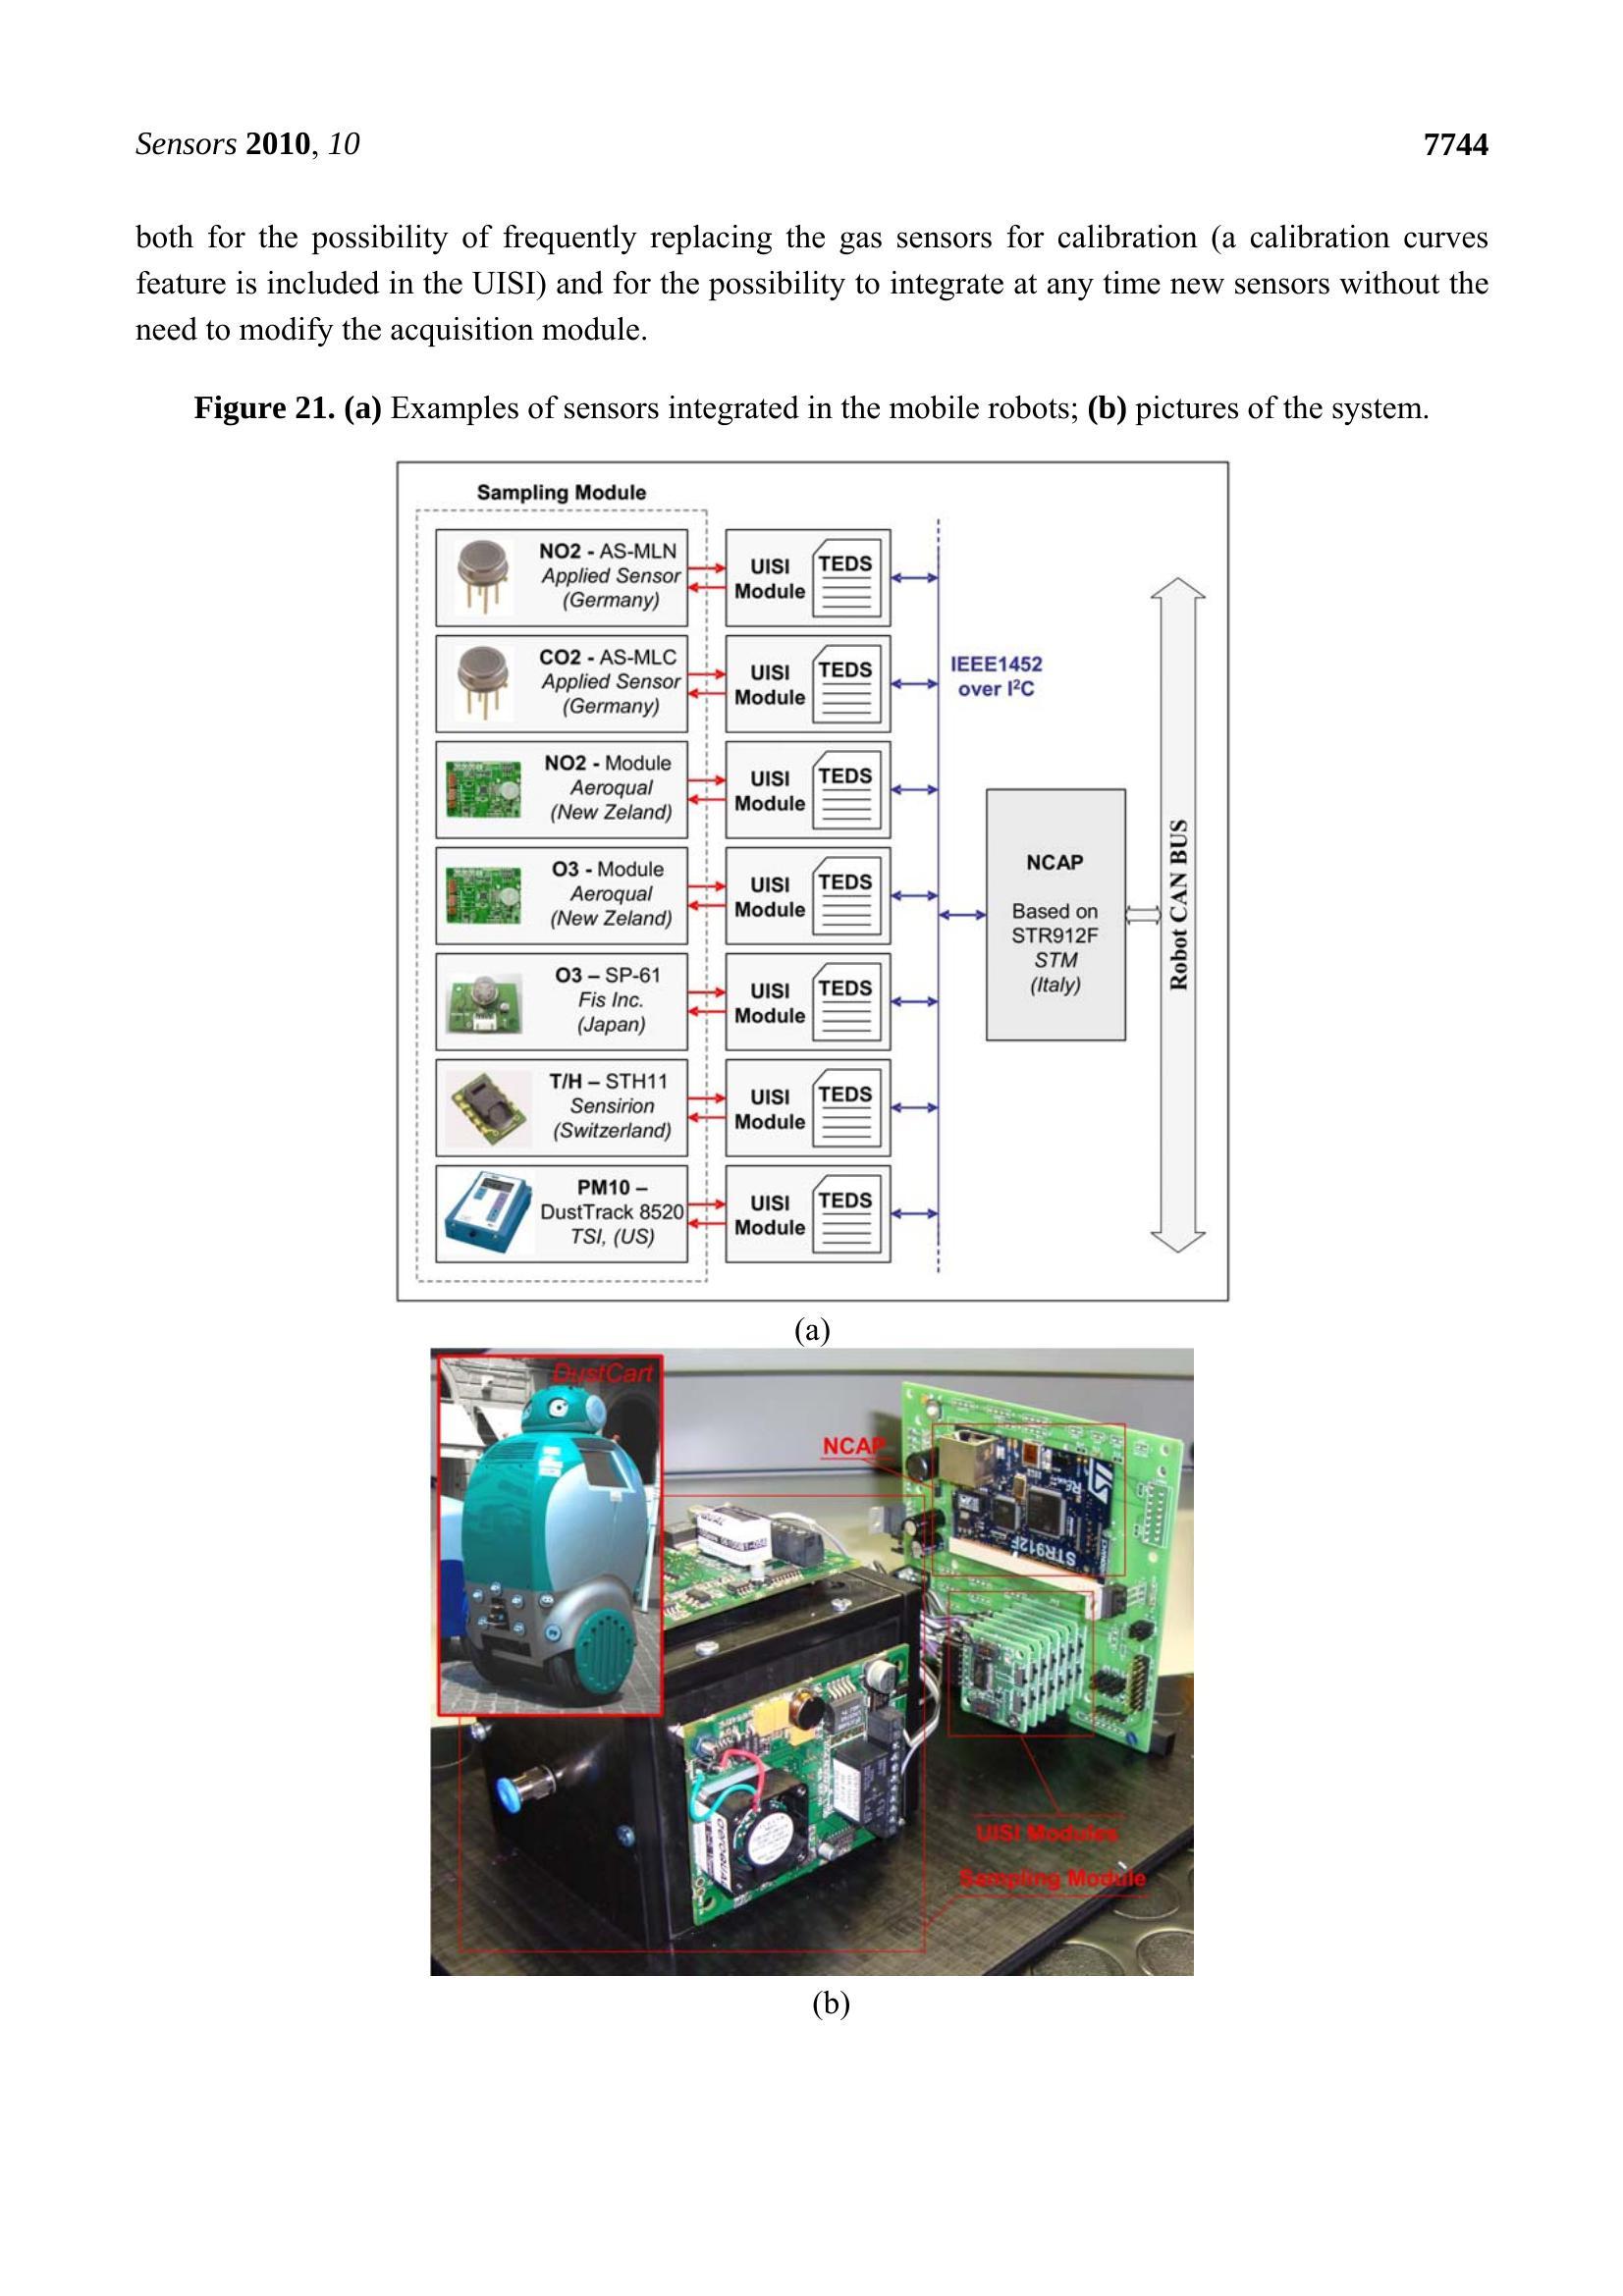 Sensors 2010, 10
7744
both for the possibility of frequently replacing the gas sensors for calibration (a calibration curves
feature is included in the UISI) and for the possibility to integrate at any time new sensors without the
need to modify the acquisition module.
Figure 21. (a) Examples of sensors integrated in the mobile robots; (b) pictures of the system.
Sampling Module
NO2 - AS-MLN
Applied Sensor
(Germany)
UISI
Module
TEDS
CO2 - AS-MLC
Applied Sensor
(Germany)
UISI
Module
TEDS
IEEE1452
over I²C
NO2 - Module
Aeroqual
(New Zeland)
UISI
Module
TEDS
O3 - Module
Aeroqual
(New Zeland)
UISI
Module
TEDS
NCAP
Based on
STR912F
STM
(Italy)
Robot CAN BUS
O3 – SP-61
Fis Inc.
(Japan)
UISI
Module
TEDS
T/H – STH11
Sensirion
(Switzerland)
UISI
Module
TEDS
PM10 –
DustTrack 8520
TSI, (US)
UISI
Module
TEDS
(a)
DustCart
NCAP
STR912F
UISI Modules
Sampling Module
(b)